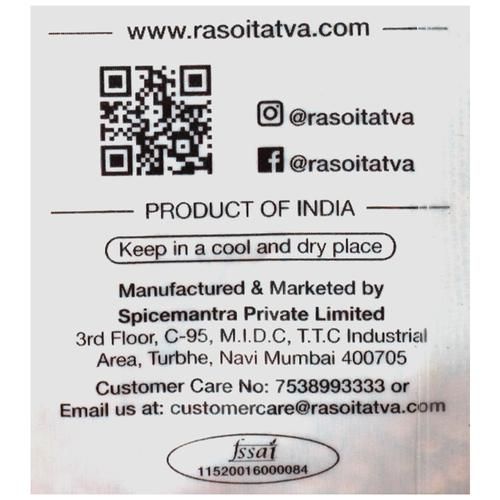 www.rasoitatva.com
@rasoitatva
@rasoitatva
PRODUCT OF INDIA
Keep in a cool and dry place
Manufactured & Marketed by
Spicemantra Private Limited
3rd Floor, C-95, M.I.D.C, T.T.C Industrial
Area, Turbhe, Navi Mumbai 400705
Customer Care No: 7538993333 or
Email us at: customercare@rasoitatva.com
fssai
11520016000084